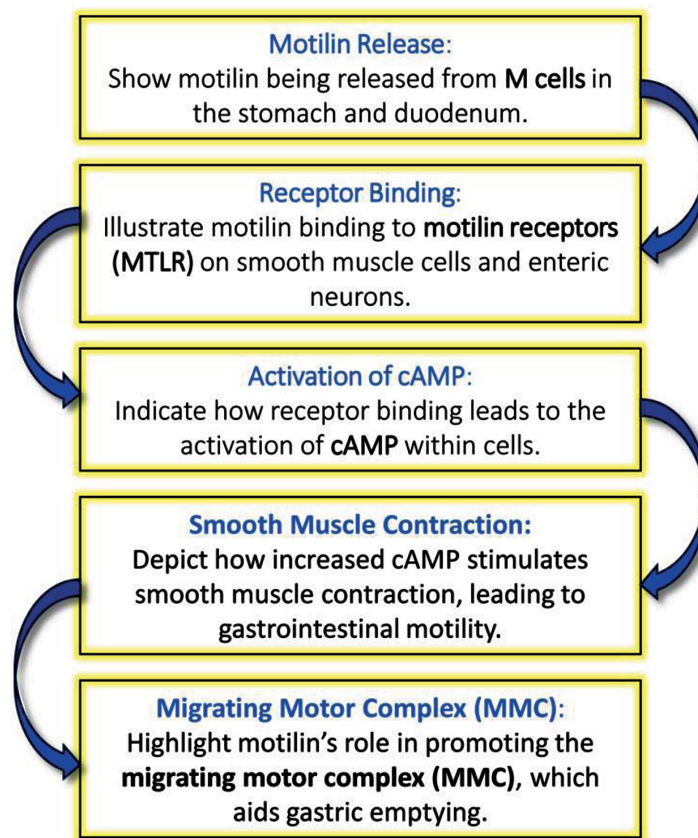 Motilin Release:
Show motilin being released from M cells in
the stomach and duodenum.
Receptor Binding:
Illustrate motilin binding to motilin receptors
(MTLR) on smooth muscle cells and enteric
neurons.
Activation of cAMP:
Indicate how receptor binding leads to the
activation of cAMP within cells.
Smooth Muscle Contraction:
Depict how increased cAMP stimulates
smooth muscle contraction, leading to
gastrointestinal motility.
Migrating Motor Complex (MMC):
Highlight motilin’s role in promoting the
migrating motor complex (MMC), which
aids gastric emptying.